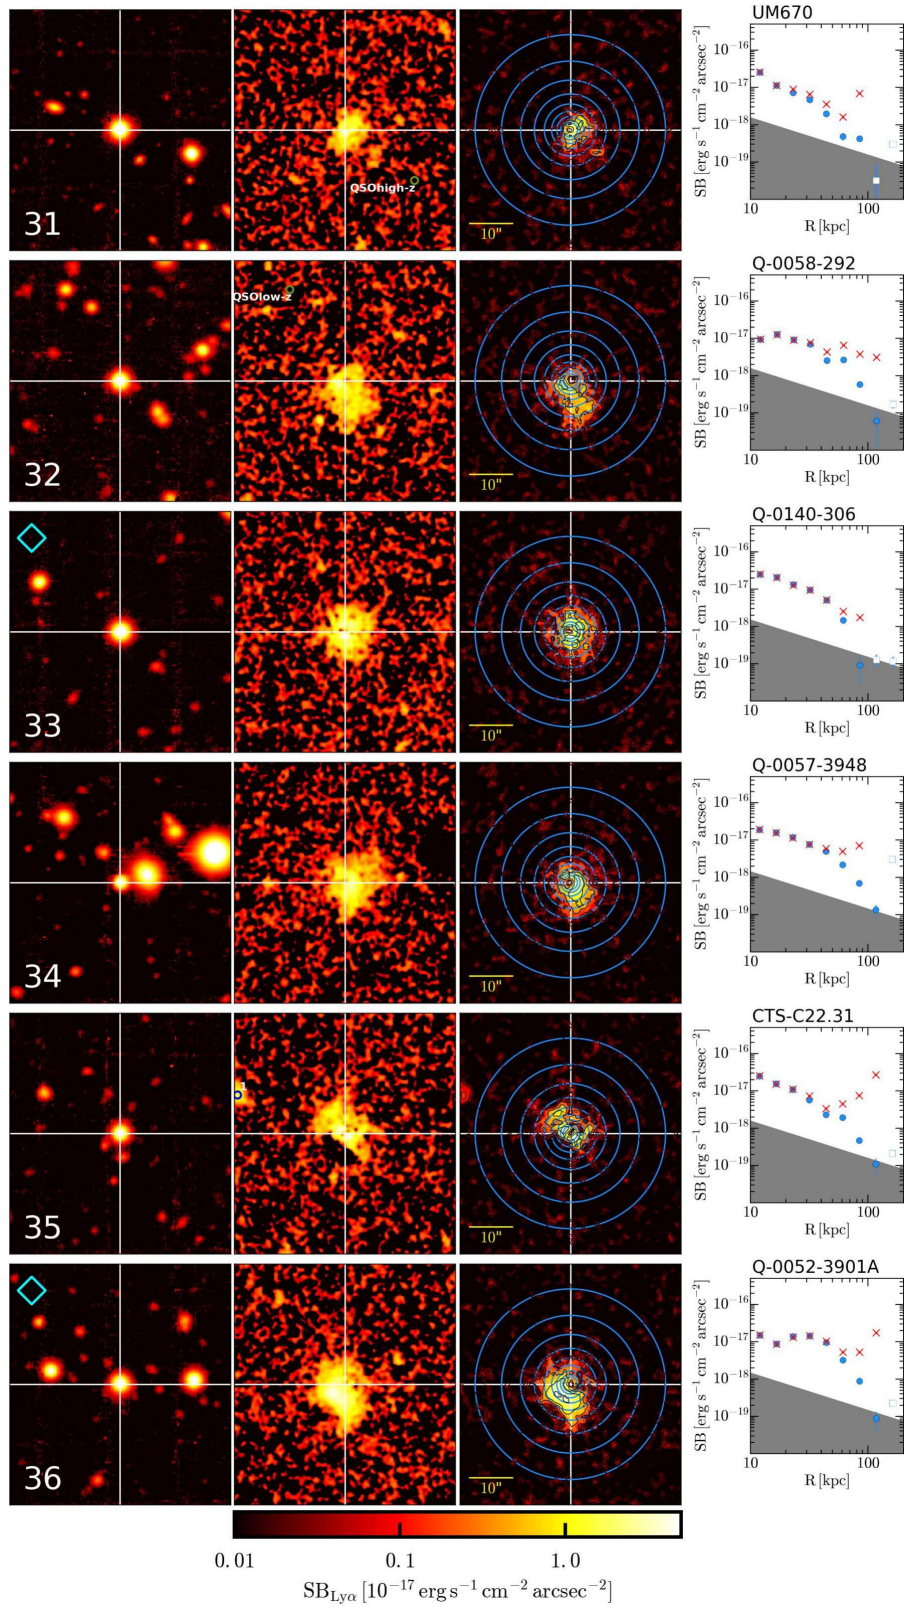 UM670
10⁻¹⁶
10⁻¹⁷
10⁻¹⁸
10⁻¹⁹
SB [erg s⁻¹ cm⁻² arcsec⁻²]
10 100
R [kpc]
QSOhigh-z
31
10"
Q-0058-292
10⁻¹⁶
10⁻¹⁷
10⁻¹⁸
10⁻¹⁹
SB [erg s⁻¹ cm⁻² arcsec⁻²]
10 100
R [kpc]
QSOlow-z
32
10"
Q-0140-306
10⁻¹⁶
10⁻¹⁷
10⁻¹⁸
10⁻¹⁹
SB [erg s⁻¹ cm⁻² arcsec⁻²]
10 100
R [kpc]
33
10"
Q-0057-3948
10⁻¹⁶
10⁻¹⁷
10⁻¹⁸
10⁻¹⁹
SB [erg s⁻¹ cm⁻² arcsec⁻²]
10 100
R [kpc]
34
10"
CTS-C22.31
10⁻¹⁶
10⁻¹⁷
10⁻¹⁸
10⁻¹⁹
SB [erg s⁻¹ cm⁻² arcsec⁻²]
10 100
R [kpc]
1
35
10"
Q-0052-3901A
10⁻¹⁶
10⁻¹⁷
10⁻¹⁸
10⁻¹⁹
SB [erg s⁻¹ cm⁻² arcsec⁻²]
10 100
R [kpc]
36
10"
0.01 0.1 1.0
SB_Lyα [10⁻¹⁷ erg s⁻¹ cm⁻² arcsec⁻²]